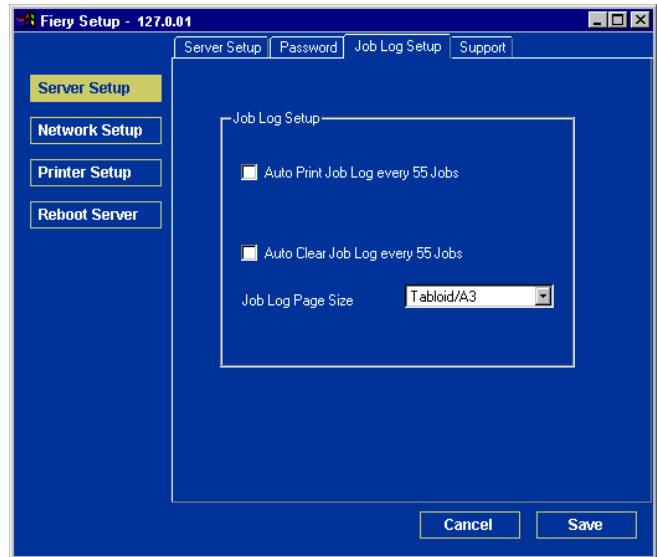 Fiery Setup - 127.0.01
Server Setup Password Job Log Setup Support
Server Setup
Network Setup
Printer Setup
Reboot Server
Job Log Setup
Auto Print Job Log every 55 Jobs
Auto Clear Job Log every 55 Jobs
Job Log Page Size Tabloid/A3
Cancel Save